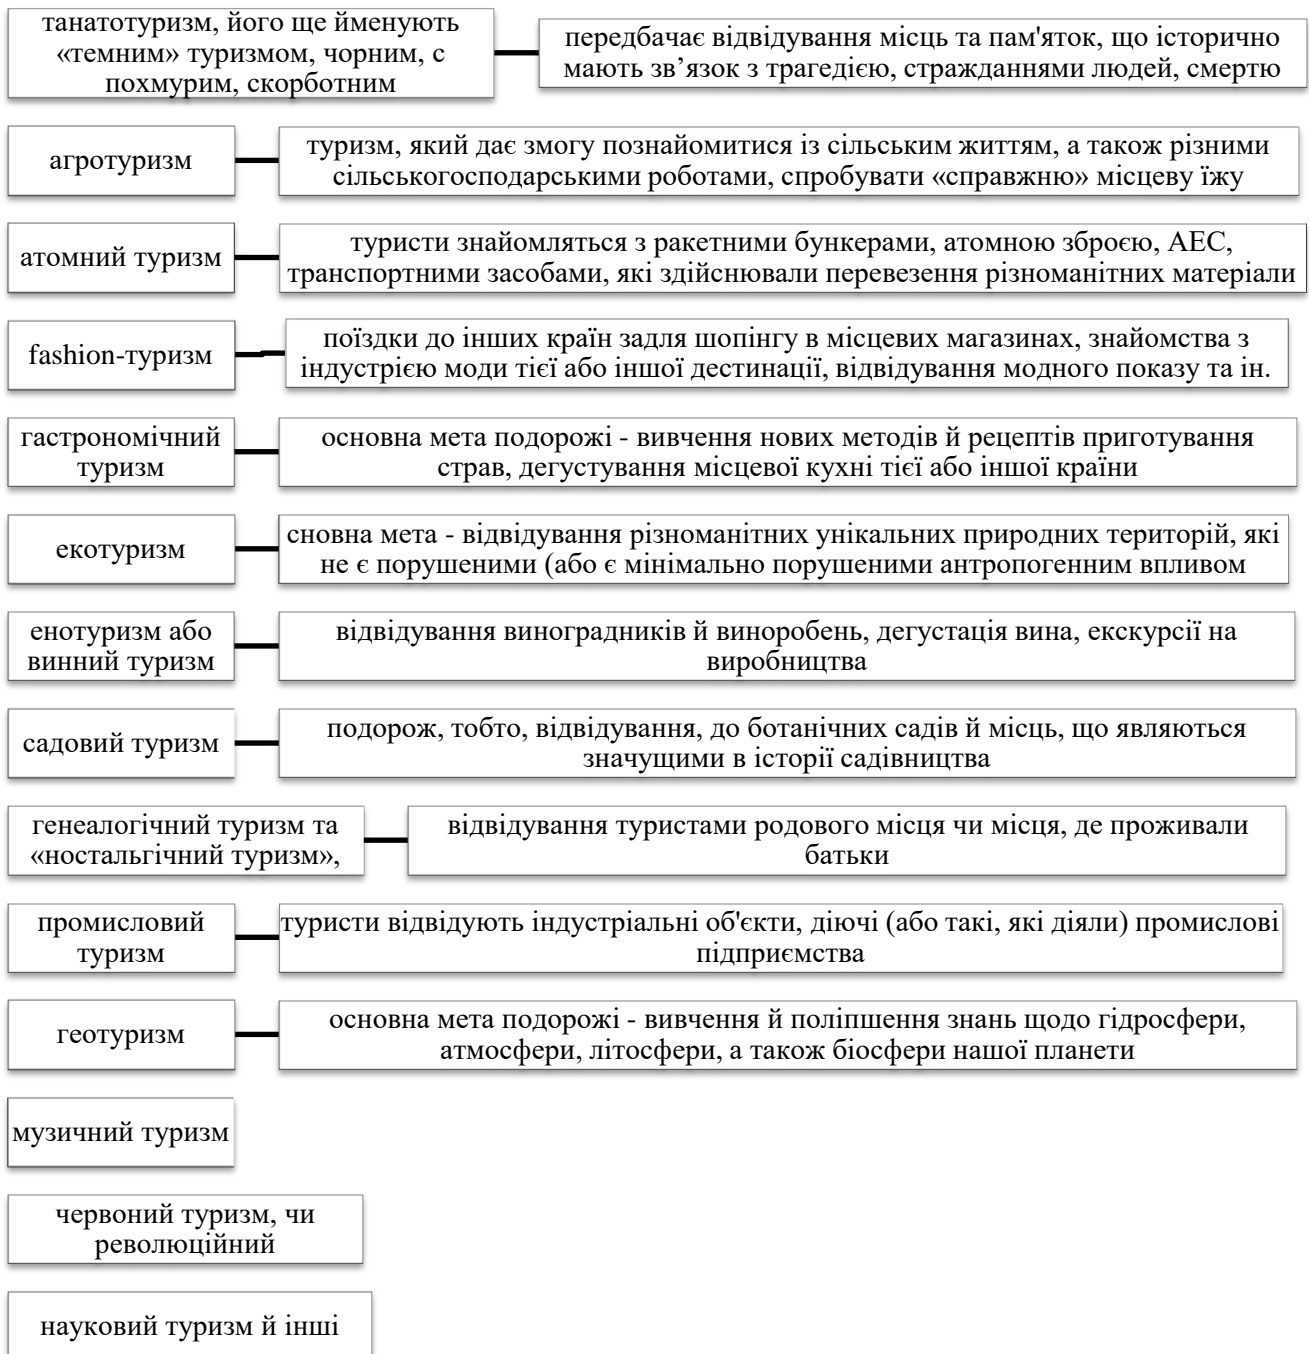 танатотуризм, його ще йменують
«темним» туризмом, чорним, с
похмурим, скорботним
передбачає відвідування місць та пам'яток, що історично
мають зв’язок з трагедією, стражданнями людей, смертю
агротуризм
туризм, який дає змогу познайомитися із сільським життям, а також різними
сільськогосподарськими роботами, спробувати «справжню» місцеву їжу
атомний туризм
туристи знайомляться з ракетними бункерами, атомною зброєю, АЕС,
транспортними засобами, які здійснювали перевезення різноманітних матеріали
fashion-туризм
поїздки до інших країн задля шопінгу в місцевих магазинах, знайомства з
індустрією моди тієї або іншої дестинації, відвідування модного показу та ін.
гастрономічний
туризм
основна мета подорожі - вивчення нових методів й рецептів приготування
страв, дегустування місцевої кухні тієї або іншої країни
екотуризм
сновна мета - відвідування різноманітних унікальних природних територій, які
не є порушеними (або є мінімально порушеними антропогенним впливом
енотуризм або
винний туризм
відвідування виноградників й виноробень, дегустація вина, екскурсії на
виробництва
садовий туризм
подорож, тобто, відвідування, до ботанічних садів й місць, що являються
значущими в історії садівництва
генеалогічний туризм та
«ностальгічний туризм»,
відвідування туристами родового місця чи місця, де проживали
батьки
промисловий
туризм
туристи відвідують індустріальні об'єкти, діючі (або такі, які діяли) промислові
підприємства
геотуризм
основна мета подорожі - вивчення й поліпшення знань щодо гідросфери,
атмосфери, літосфери, а також біосфери нашої планети
музичний туризм
червоний туризм, чи
революційний
науковий туризм й інші